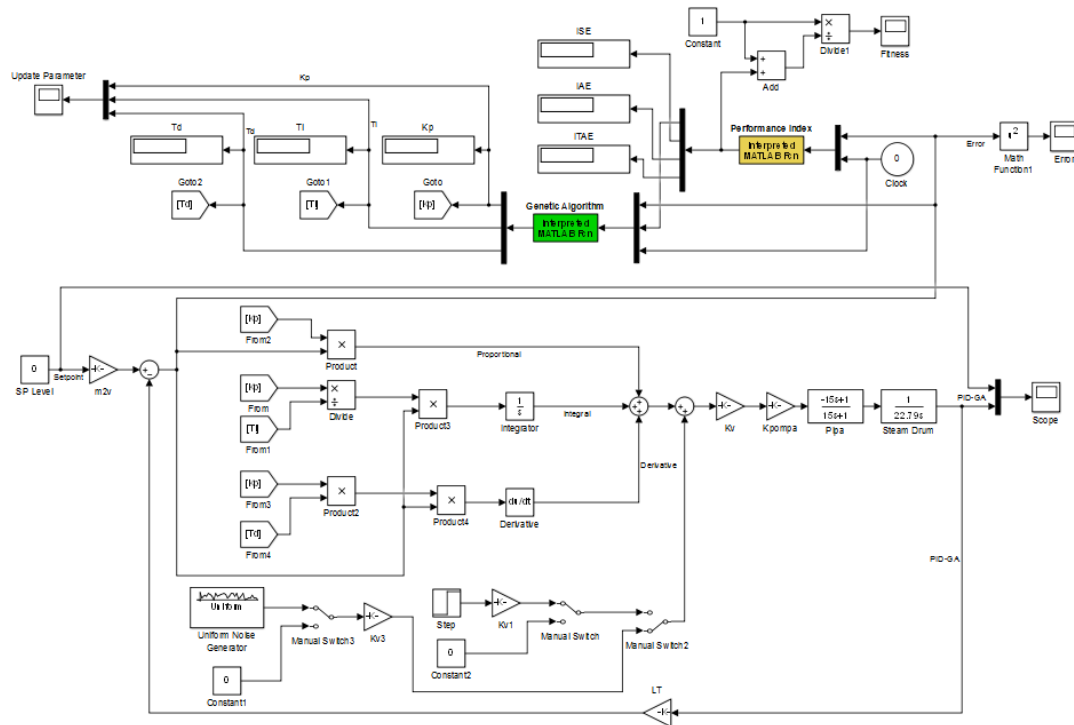 1
Constant
×
÷
Divide1
Fitness
+
+
Add
ISE
IAE
ITAE
Update Parameter
Kp
Td
Td
Ti
Ti
Kp
Goto2
[Td]
Goto1
[Ti]
Goto
[kp]
Genetic Algorithm
Interpreted
MATLAB Fcn
Performance Index
Interpreted
MATLAB Fcn
0
Clock
Error
u²
Math
Function1
Error
0
SP Level
Setpoint
-K-
m2v
+
−
[kp]
From2
×
Product
Proportional
[kp]
From
[Ti]
From1
×
÷
Divide
×
Product3
1
s
Integrator
Integral
[kp]
From3
[Td]
From4
×
Product2
×
Product4
du/dt
Derivative
Derivative
+
+
+
+
+
-K-
Kv
-K-
Kpompa
-15s+1
15s+1
Pipa
1
22.79s
Steam Drum
PID-GA
Scope
PID-GA
Uniform
Uniform Noise
Generator
0
Constant1
Manual Switch3
-K-
Kv3
Step
-K-
Kv1
0
Constant2
Manual Switch
Manual Switch2
LT
-K-